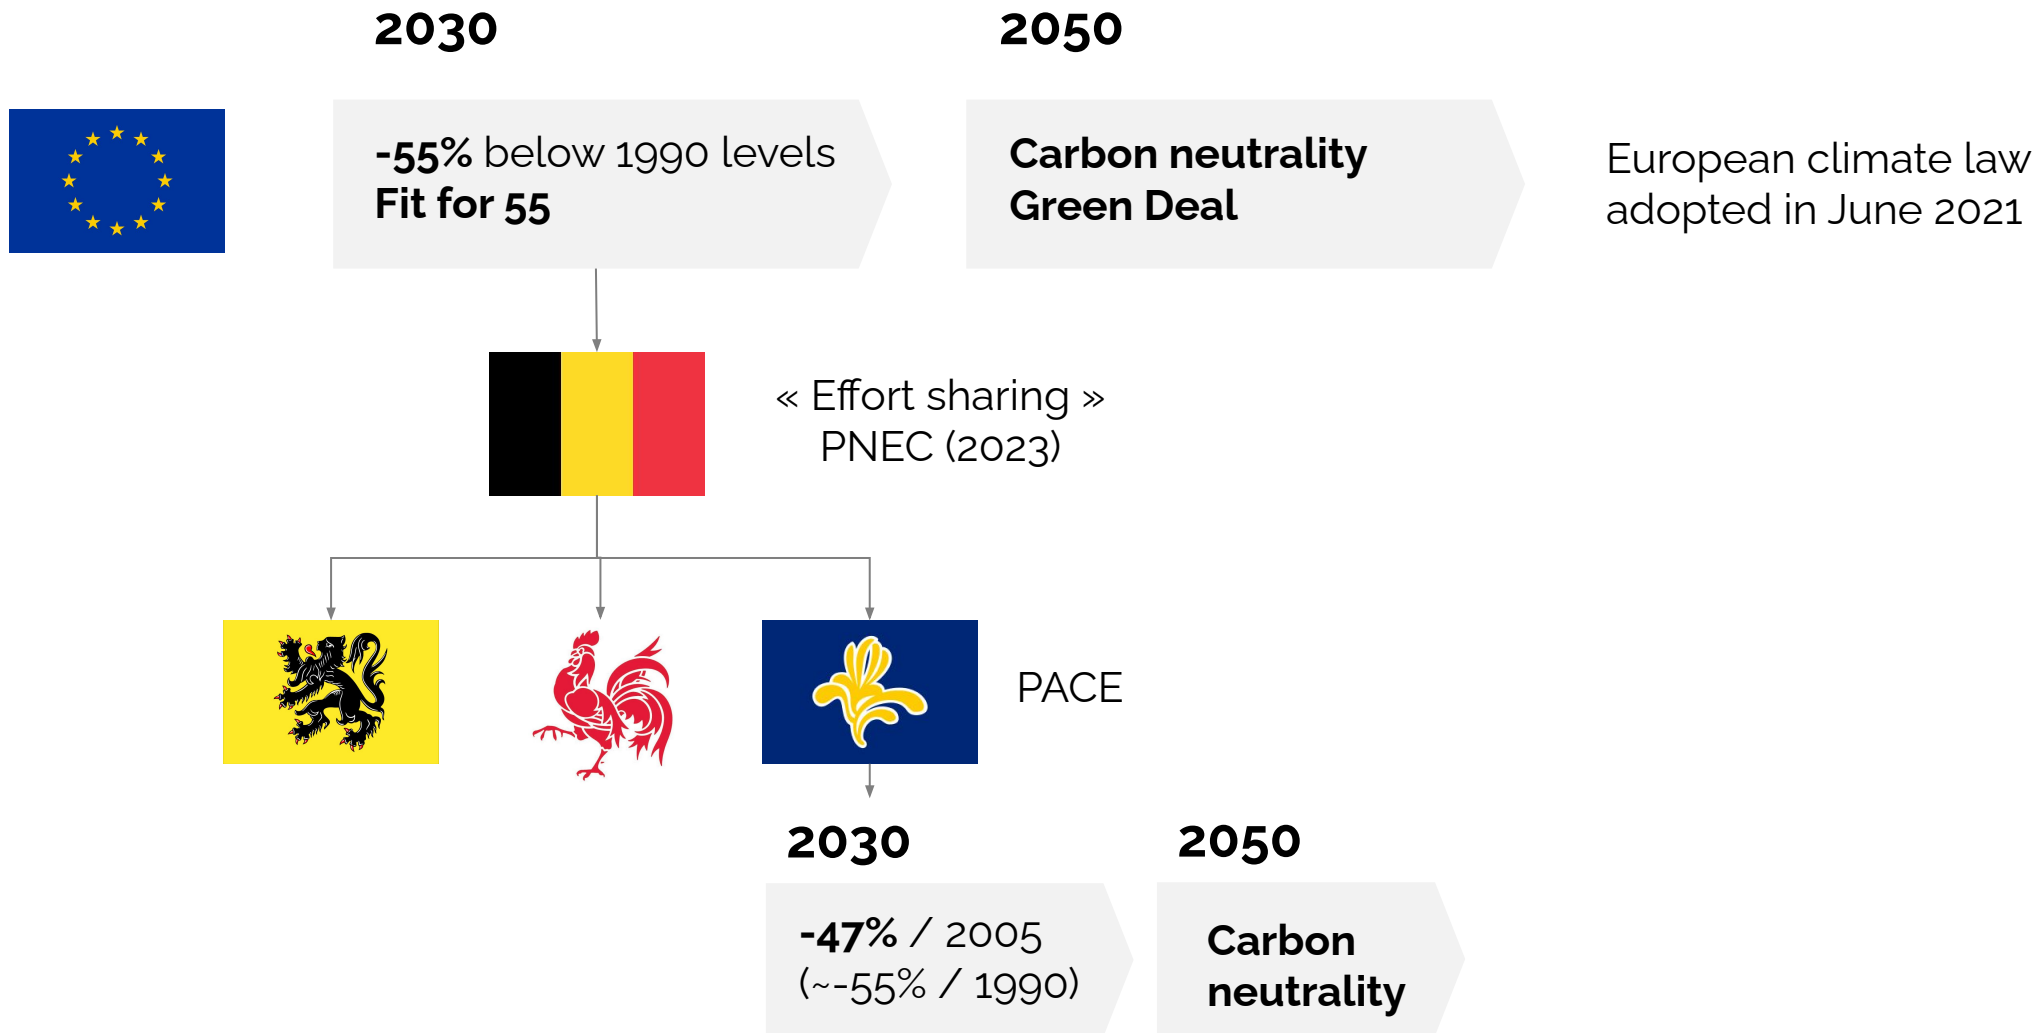 2030
2050
-55% below 1990 levels
Fit for 55
Carbon neutrality
Green Deal
European climate law
adopted in June 2021
« Effort sharing »
PNEC (2023)
PACE
2030
2050
-47% / 2005
(~-55% / 1990)
Carbon
neutrality